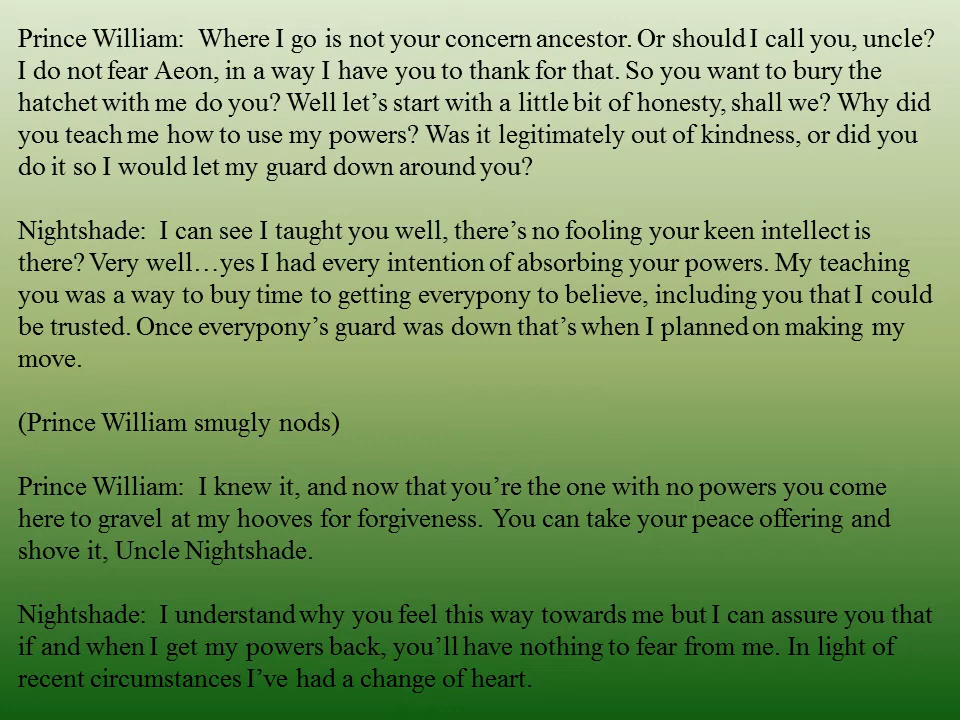 Prince William:  Where I go is not your concern ancestor. Or should I call you, uncle?
I do not fear Aeon, in a way I have you to thank for that. So you want to bury the
hatchet with me do you? Well let’s start with a little bit of honesty, shall we? Why did
you teach me how to use my powers? Was it legitimately out of kindness, or did you
do it so I would let my guard down around you?

Nightshade:  I can see I taught you well, there’s no fooling your keen intellect is
there? Very well…yes I had every intention of absorbing your powers. My teaching
you was a way to buy time to getting everypony to believe, including you that I could
be trusted. Once everypony’s guard was down that’s when I planned on making my
move.

(Prince William smugly nods)

Prince William:  I knew it, and now that you’re the one with no powers you come
here to gravel at my hooves for forgiveness. You can take your peace offering and
shove it, Uncle Nightshade.

Nightshade:  I understand why you feel this way towards me but I can assure you that
if and when I get my powers back, you’ll have nothing to fear from me. In light of
recent circumstances I’ve had a change of heart.